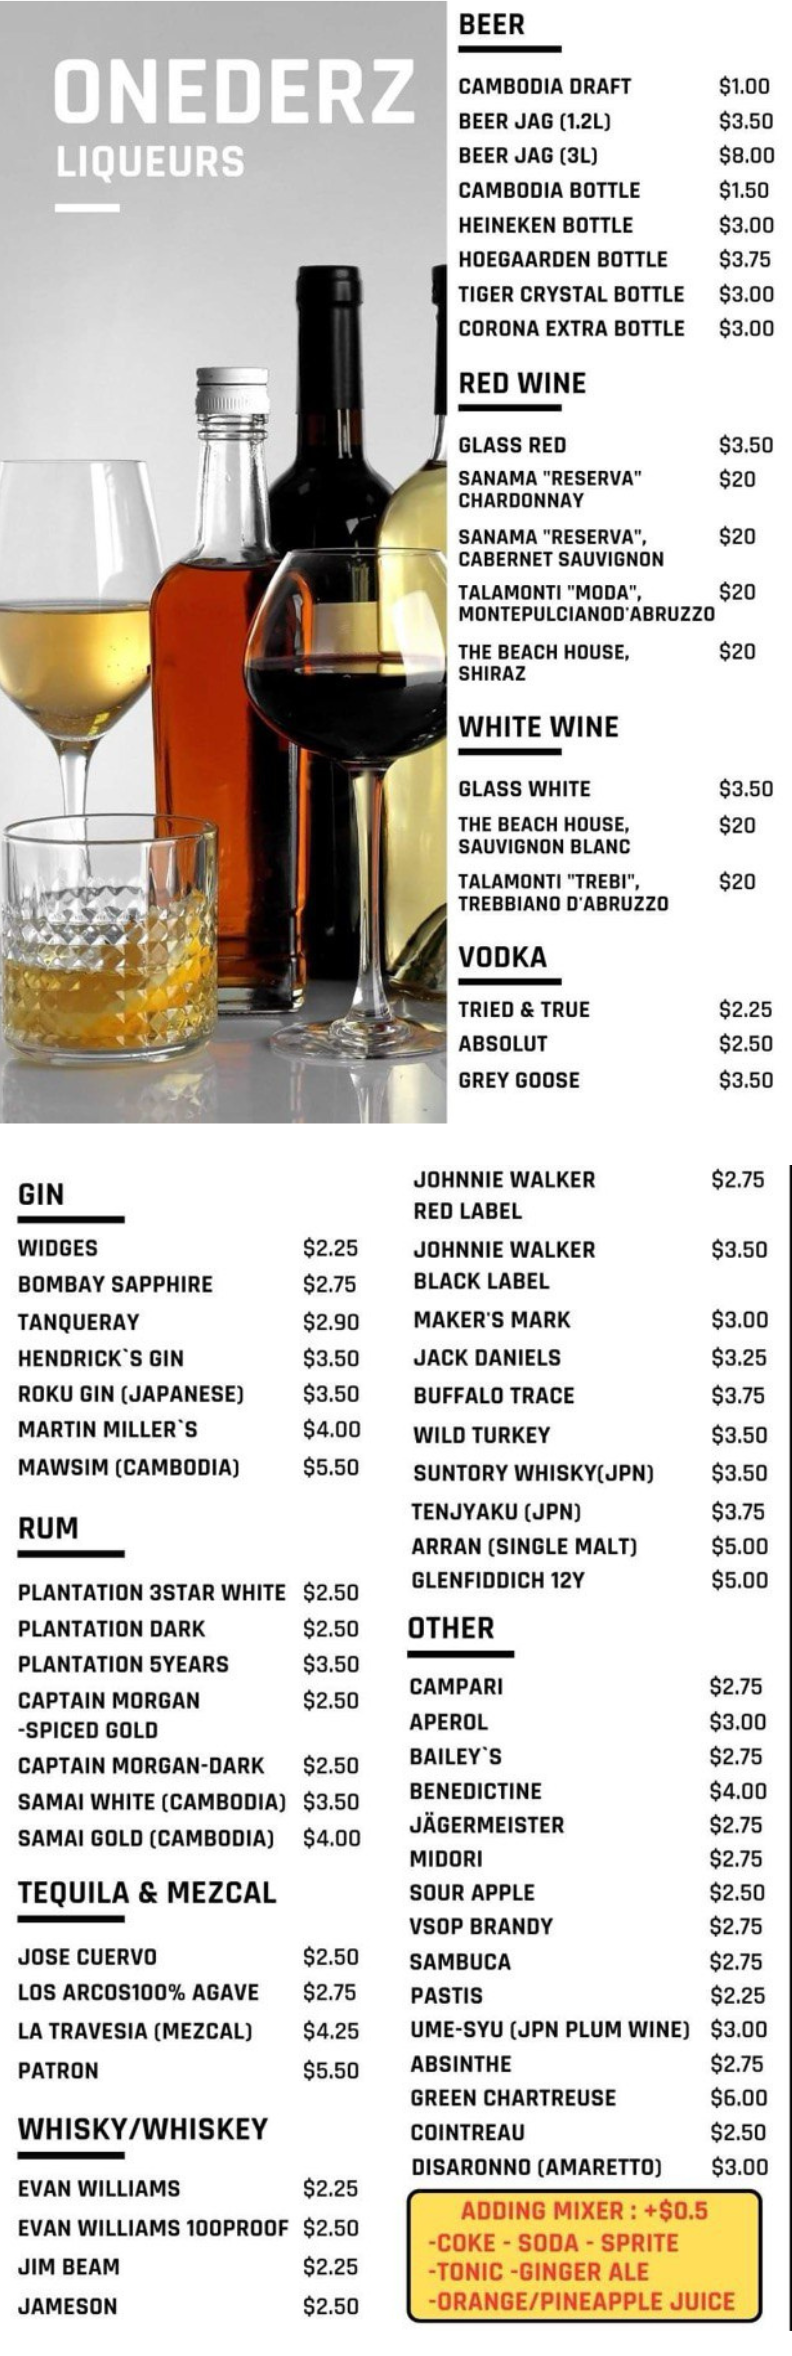 ONEDERZ
LIQUEURS
BEER
CAMBODIA DRAFT $1.00
BEER JAG (1.2L) $3.50
BEER JAG (3L) $8.00
CAMBODIA BOTTLE $1.50
HEINEKEN BOTTLE $3.00
HOEGAARDEN BOTTLE $3.75
TIGER CRYSTAL BOTTLE $3.00
CORONA EXTRA BOTTLE $3.00
RED WINE
GLASS RED $3.50
SANAMA "RESERVA" $20
CHARDONNAY
SANAMA "RESERVA", $20
CABERNET SAUVIGNON
TALAMONTI "MODA", $20
MONTEPULCIANOD'ABRUZZO
THE BEACH HOUSE, $20
SHIRAZ
WHITE WINE
GLASS WHITE $3.50
THE BEACH HOUSE, $20
SAUVIGNON BLANC
TALAMONTI "TREBI", $20
TREBBIANO D'ABRUZZO
VODKA
TRIED & TRUE $2.25
ABSOLUT $2.50
GREY GOOSE $3.50
GIN
WIDGES $2.25
BOMBAY SAPPHIRE $2.75
TANQUERAY $2.90
HENDRICK`S GIN $3.50
ROKU GIN (JAPANESE) $3.50
MARTIN MILLER`S $4.00
MAWSIM (CAMBODIA) $5.50
RUM
PLANTATION 3STAR WHITE $2.50
PLANTATION DARK $2.50
PLANTATION 5YEARS $3.50
CAPTAIN MORGAN $2.50
-SPICED GOLD
CAPTAIN MORGAN-DARK $2.50
SAMAI WHITE (CAMBODIA) $3.50
SAMAI GOLD (CAMBODIA) $4.00
TEQUILA & MEZCAL
JOSE CUERVO $2.50
LOS ARCOS100% AGAVE $2.75
LA TRAVESIA (MEZCAL) $4.25
PATRON $5.50
WHISKY/WHISKEY
EVAN WILLIAMS $2.25
EVAN WILLIAMS 100PROOF $2.50
JIM BEAM $2.25
JAMESON $2.50
JOHNNIE WALKER $2.75
RED LABEL
JOHNNIE WALKER $3.50
BLACK LABEL
MAKER'S MARK $3.00
JACK DANIELS $3.25
BUFFALO TRACE $3.75
WILD TURKEY $3.50
SUNTORY WHISKY(JPN) $3.50
TENJYAKU (JPN) $3.75
ARRAN (SINGLE MALT) $5.00
GLENFIDDICH 12Y $5.00
OTHER
CAMPARI $2.75
APEROL $3.00
BAILEY`S $2.75
BENEDICTINE $4.00
JÄGERMEISTER $2.75
MIDORI $2.75
SOUR APPLE $2.50
VSOP BRANDY $2.75
SAMBUCA $2.75
PASTIS $2.25
UME-SYU (JPN PLUM WINE) $3.00
ABSINTHE $2.75
GREEN CHARTREUSE $6.00
COINTREAU $2.50
DISARONNO (AMARETTO) $3.00
ADDING MIXER : +$0.5
-COKE - SODA - SPRITE
-TONIC -GINGER ALE
-ORANGE/PINEAPPLE JUICE